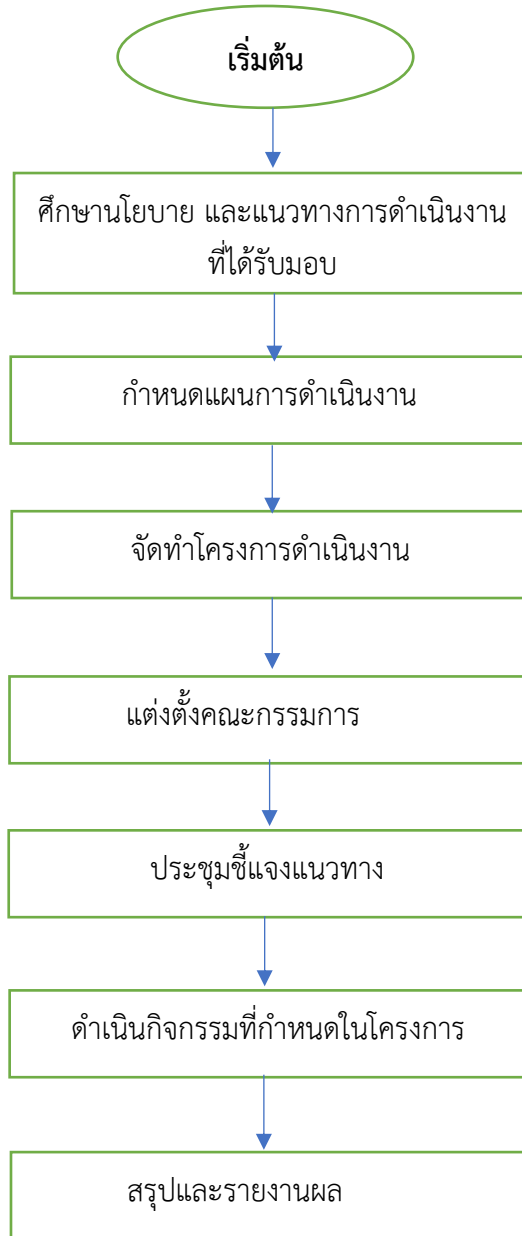 เริ่มต้น
ศึกษานโยบาย และแนวทางการดำเนินงาน
ที่ได้รับมอบ
กำหนดแผนการดำเนินงาน
จัดทำโครงการดำเนินงาน
แต่งตั้งคณะกรรมการ
ประชุมชี้แจงแนวทาง
ดำเนินกิจกรรมที่กำหนดในโครงการ
สรุปและรายงานผล